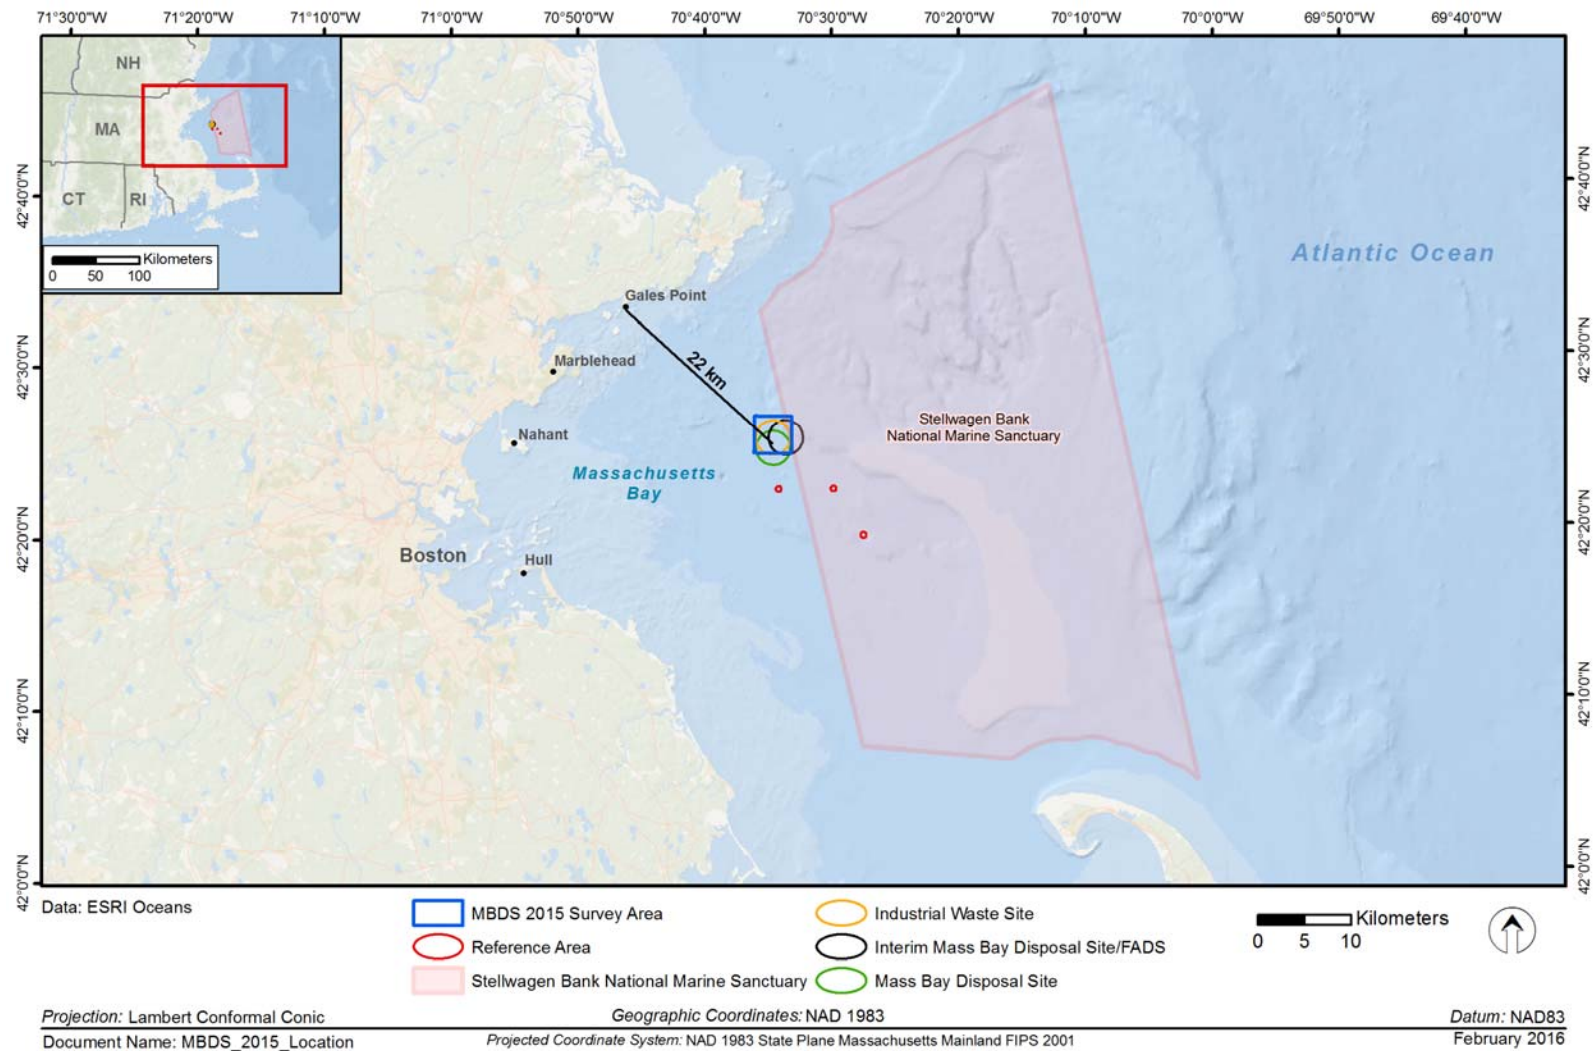 71°30'0"W 71°20'0"W 71°10'0"W 71°0'0"W 70°50'0"W 70°40'0"W 70°30'0"W 70°20'0"W 70°10'0"W 70°0'0"W 69°50'0"W 69°40'0"W
NH
MA
CT
RI
Kilometers
0 50 100
42°40'0"N
42°30'0"N
42°20'0"N
42°10'0"N
42°0'0"N
42°40'0"N
42°30'0"N
42°20'0"N
42°10'0"N
42°0'0"N
Atlantic Ocean
Gales Point
Marblehead
22 km
Stellwagen Bank
National Marine Sanctuary
Nahant
Massachusetts
Bay
Boston
Hull
Data: ESRI Oceans
MBDS 2015 Survey Area
Reference Area
Stellwagen Bank National Marine Sanctuary
Industrial Waste Site
Interim Mass Bay Disposal Site/FADS
Mass Bay Disposal Site
Kilometers
0 5 10
Projection: Lambert Conformal Conic Geographic Coordinates: NAD 1983 Datum: NAD83
Document Name: MBDS_2015_Location Projected Coordinate System: NAD 1983 State Plane Massachusetts Mainland FIPS 2001 February 2016